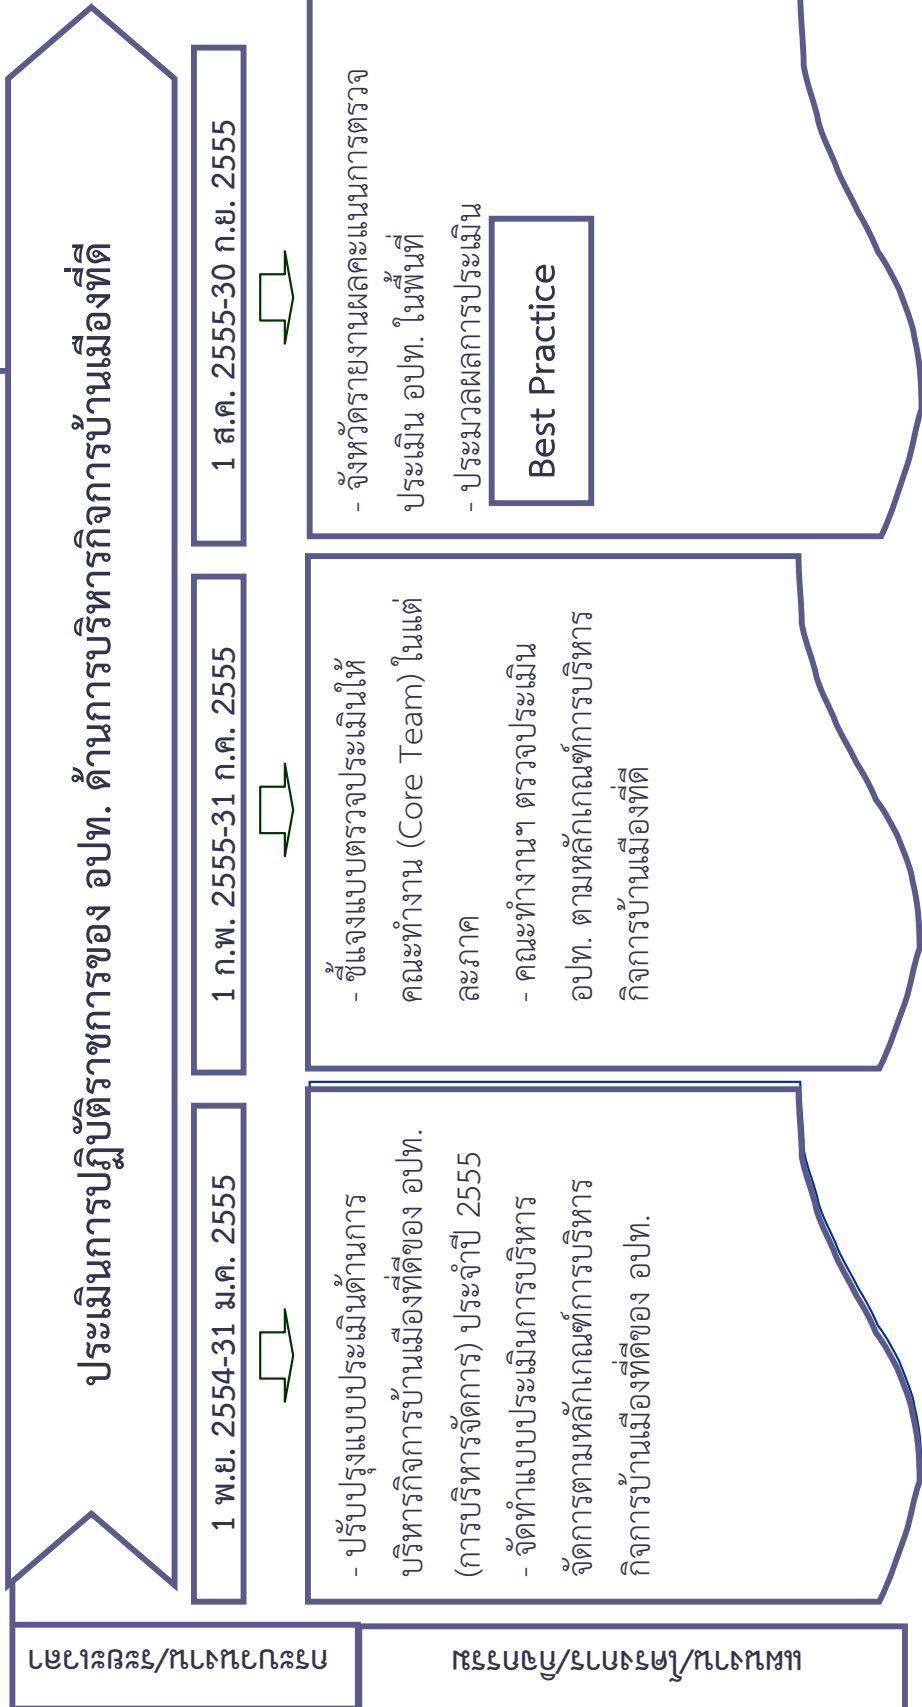 ประเมินการปฏิบัติราชการของ อปท. ด้านการบริหารกิจการบ้านเมืองที่ดี
กระบวนงาน/ระยะเวลา
1 พ.ย. 2554-31 ม.ค. 2555
1 ก.พ. 2555-31 ก.ค. 2555
1 ส.ค. 2555-30 ก.ย. 2555
แผนงาน/โครงการ/กิจกรรม
- ปรับปรุงแบบประเมินด้านการ
บริหารกิจการบ้านเมืองที่ดีของ อปท.
(การบริหารจัดการ) ประจำปี 2555
- จัดทำแบบประเมินการบริหาร
จัดการตามหลักเกณฑ์การบริหาร
กิจการบ้านเมืองที่ดีของ อปท.
- ชี้แจงแบบตรวจประเมินให้
คณะทำงาน (Core Team) ในแต่
ละภาค
- คณะทำงานฯ ตรวจประเมิน
อปท. ตามหลักเกณฑ์การบริหาร
กิจการบ้านเมืองที่ดี
- จังหวัดรายงานผลคะแนนการตรวจ
ประเมิน อปท. ในพื้นที่
- ประมวลผลการประเมิน
Best Practice